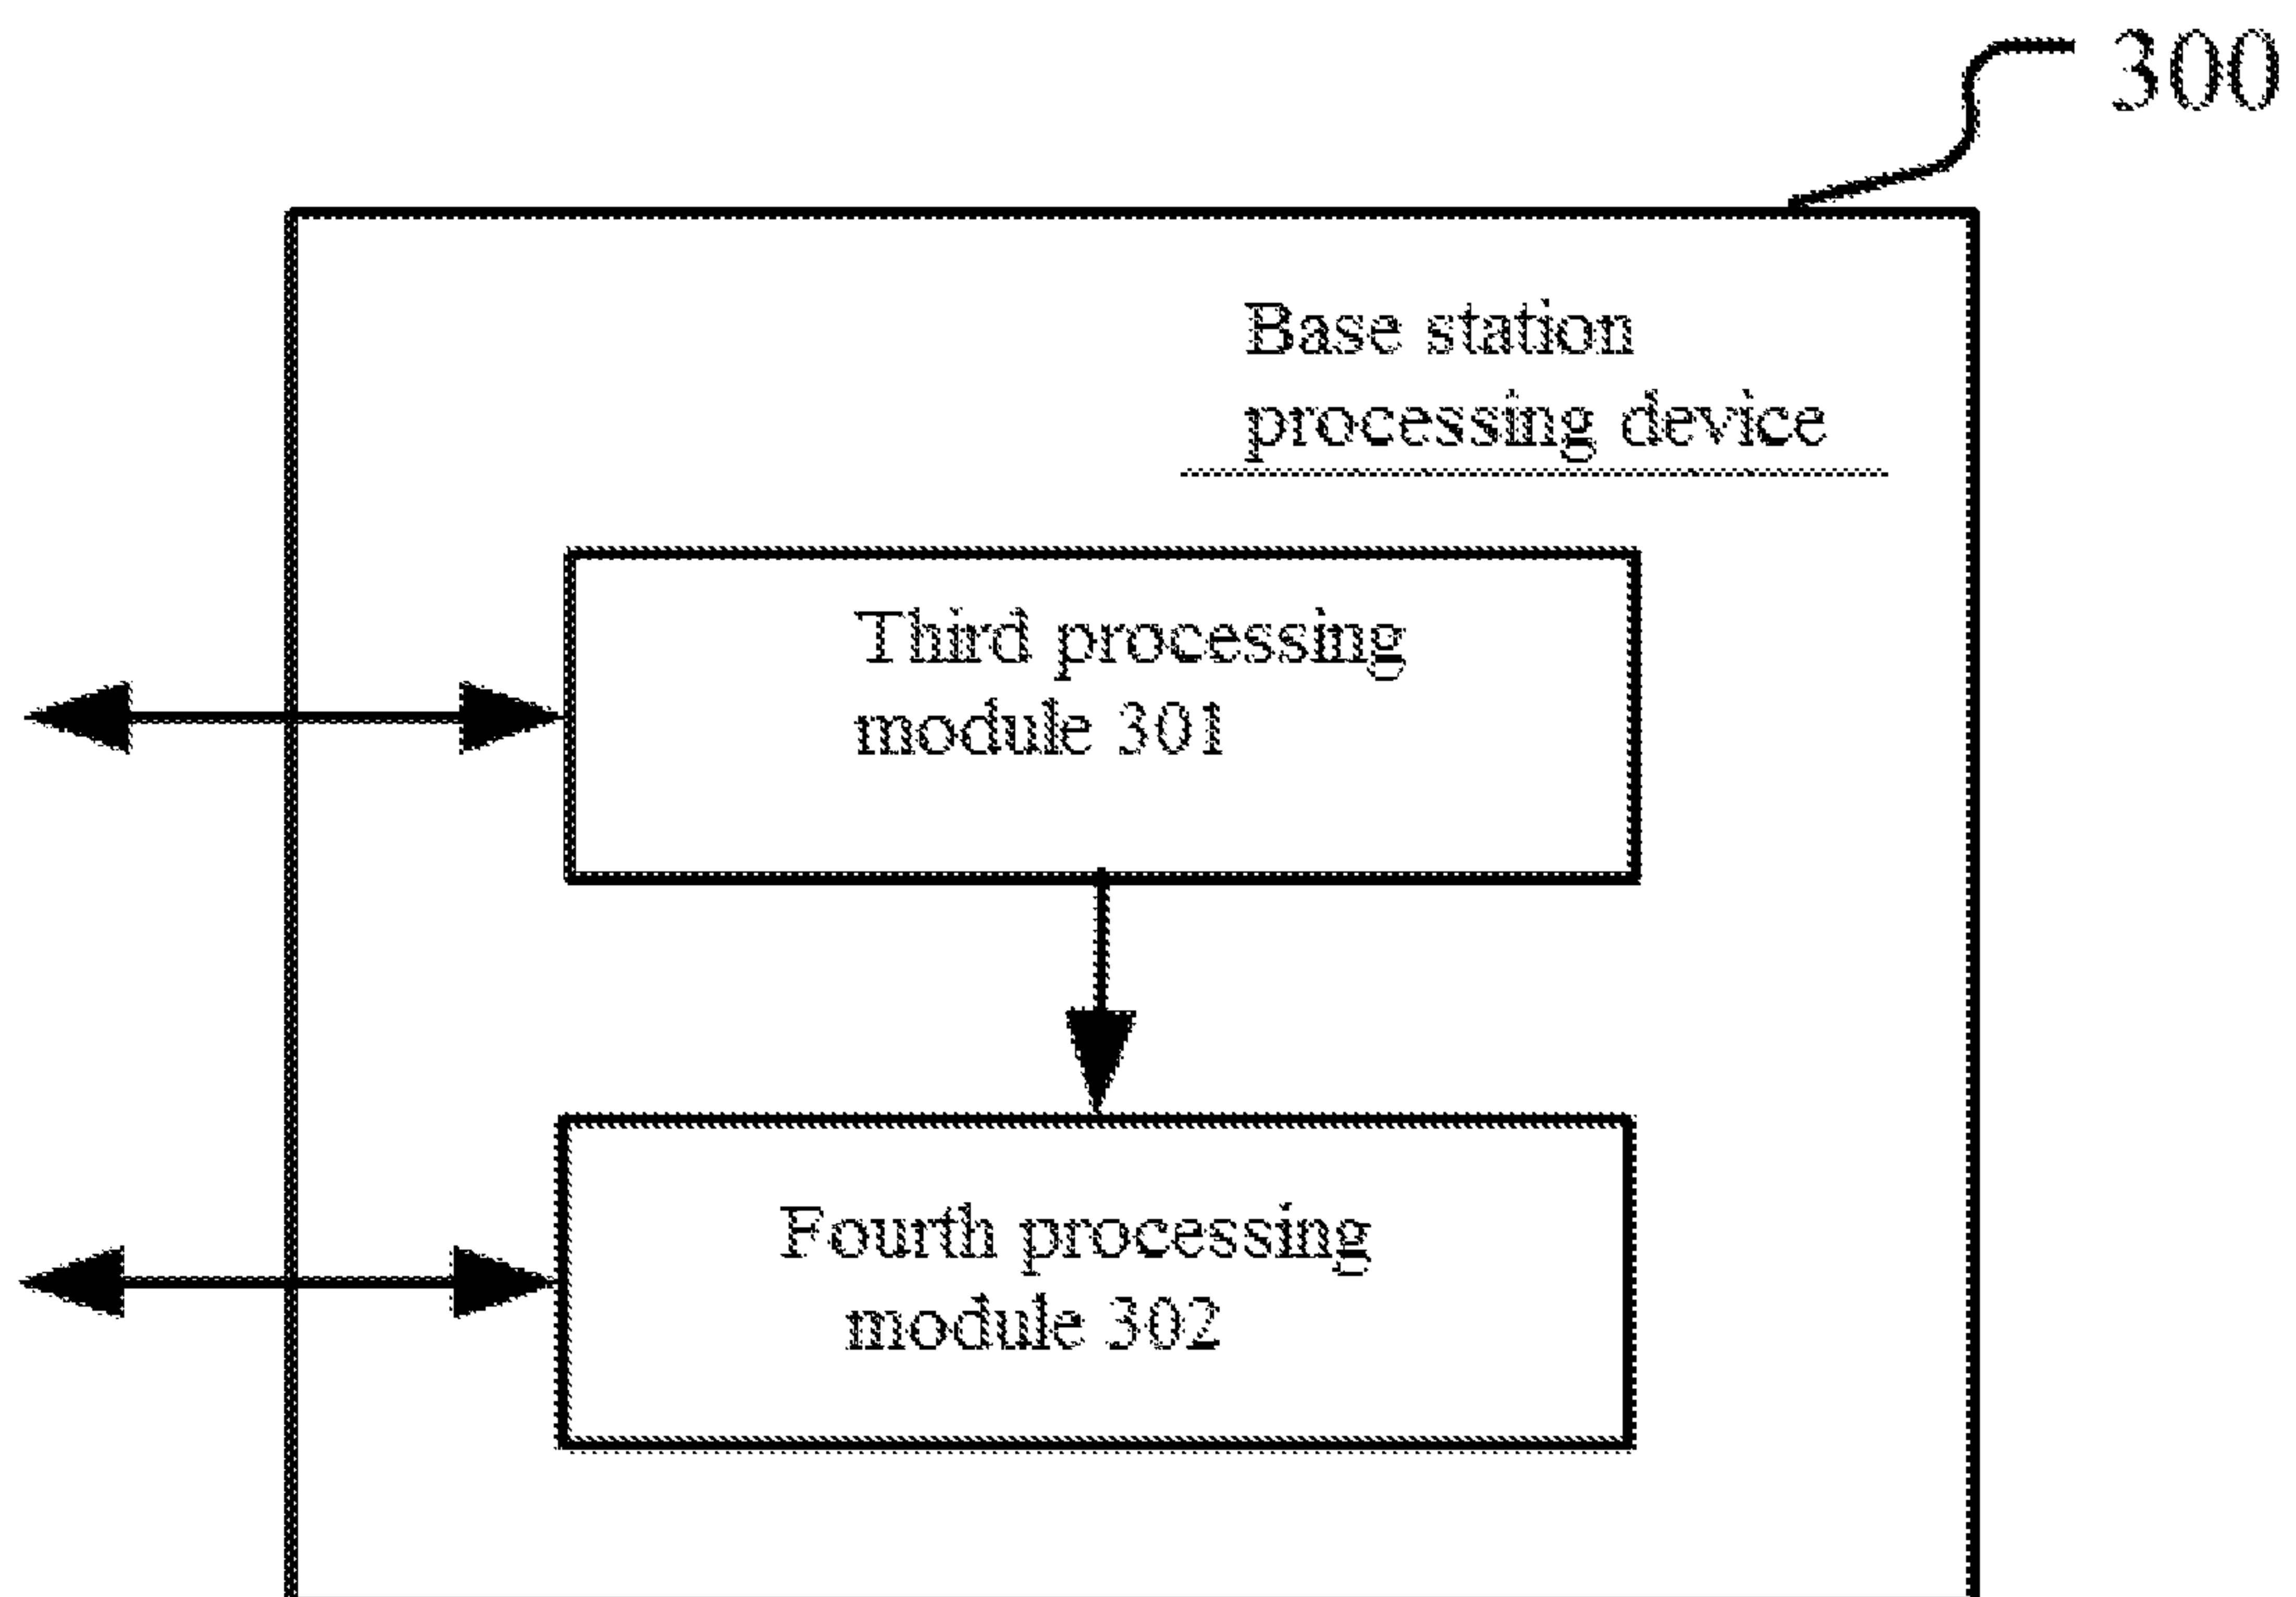 300
Base station
processing device
Third processing
module 301
Fourth processing
module 302